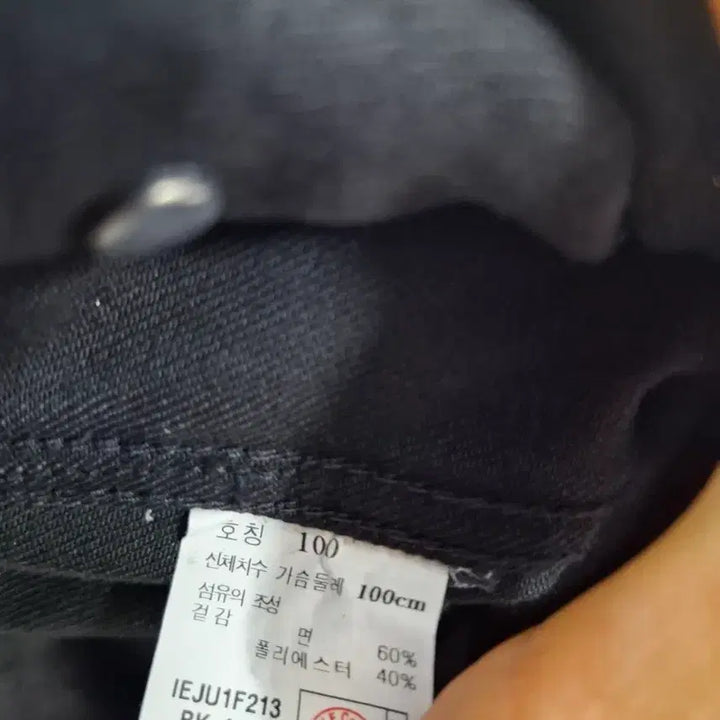 호칭 100
신체치수 가슴둘레 100cm
섬유의 조성
겉감
면 60%
폴리에스터 40%
IEJU1F213